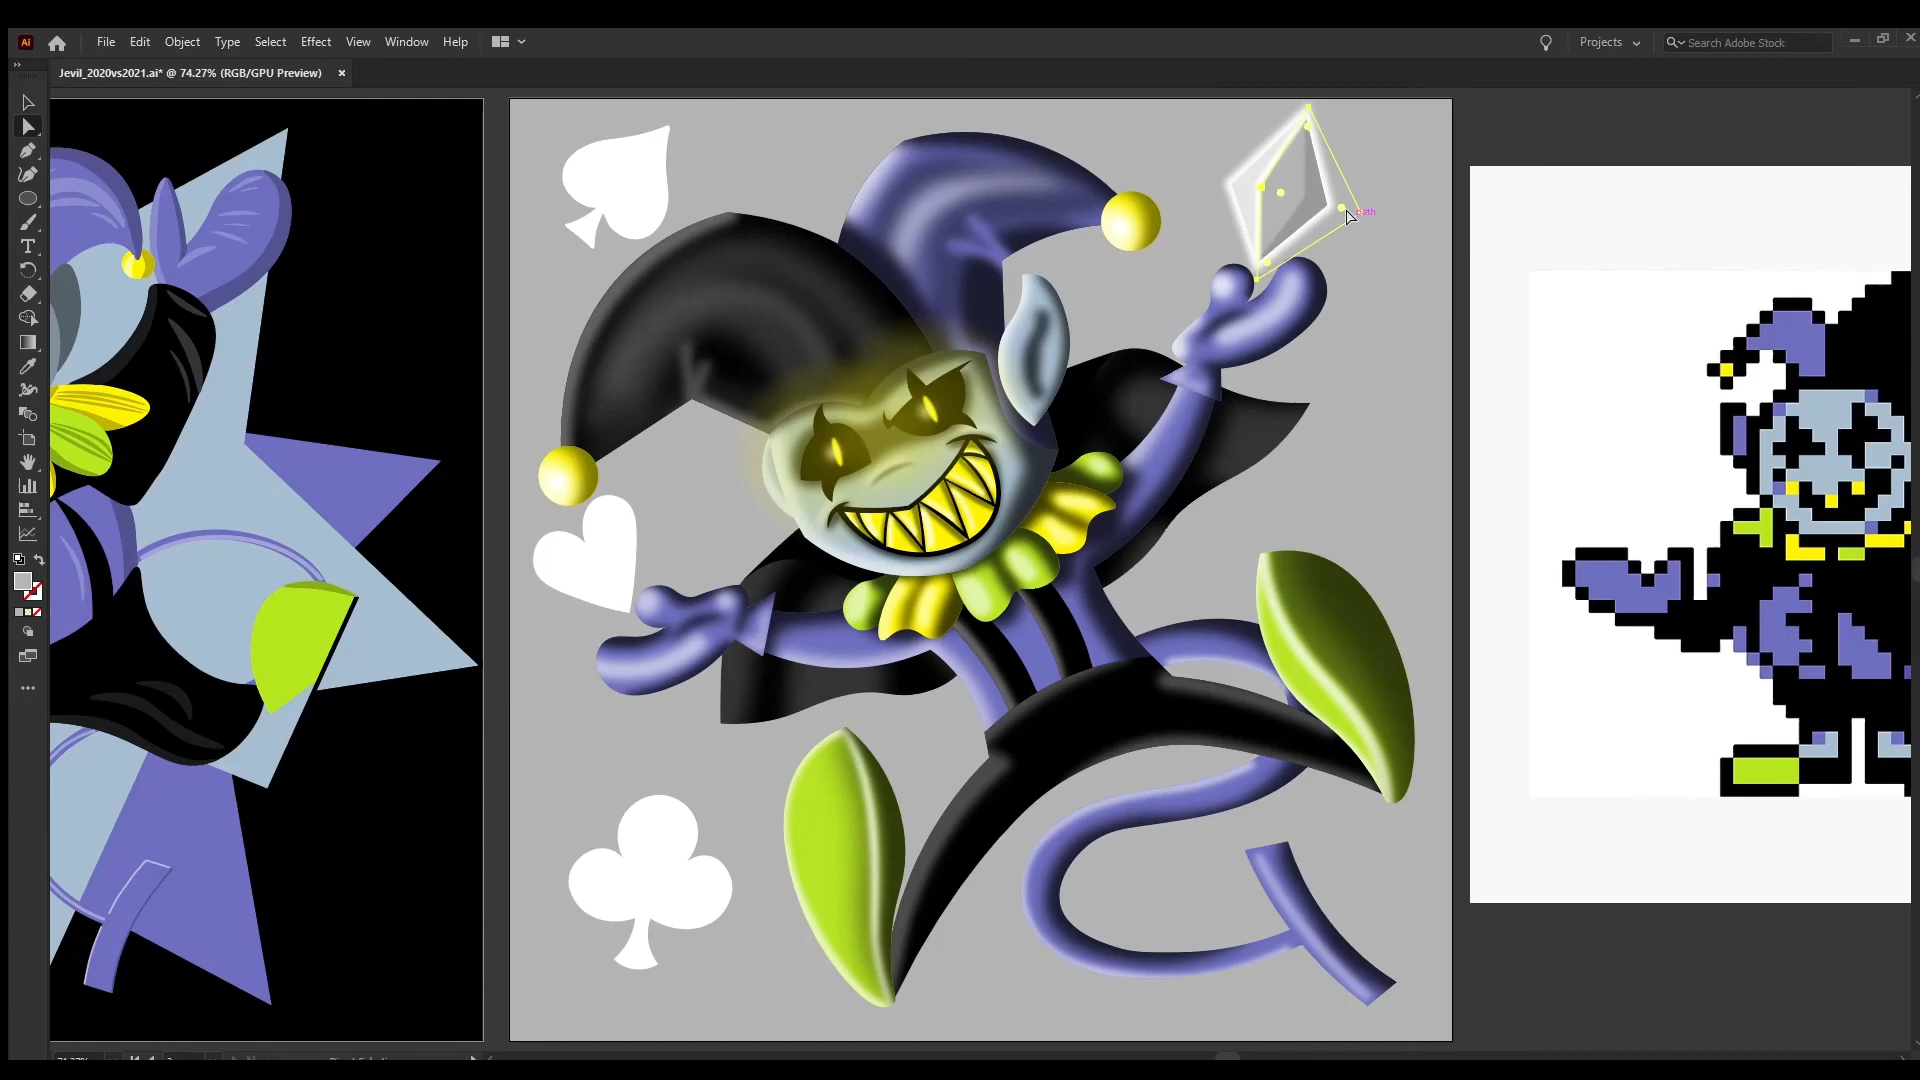 Ai File Edit Object Type Select Effect View Window Help Projects Search Adobe Stock
Jevil_2020vs2021.ai* @ 74.27% (RGB/GPU Preview) ×
path